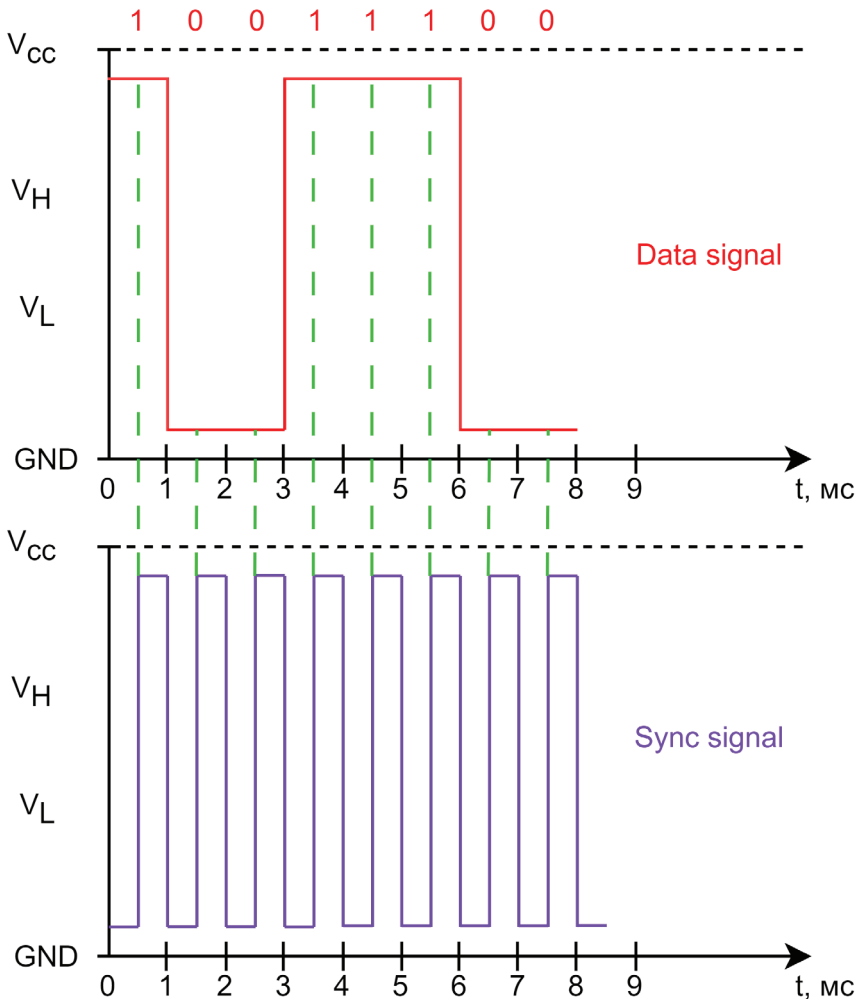 1 0 0 1 1 1 0 0
Vcc
VH
Data signal
VL
GND
0 1 2 3 4 5 6 7 8 9 t, мс
Vcc
VH
Sync signal
VL
GND
0 1 2 3 4 5 6 7 8 9 t, мс